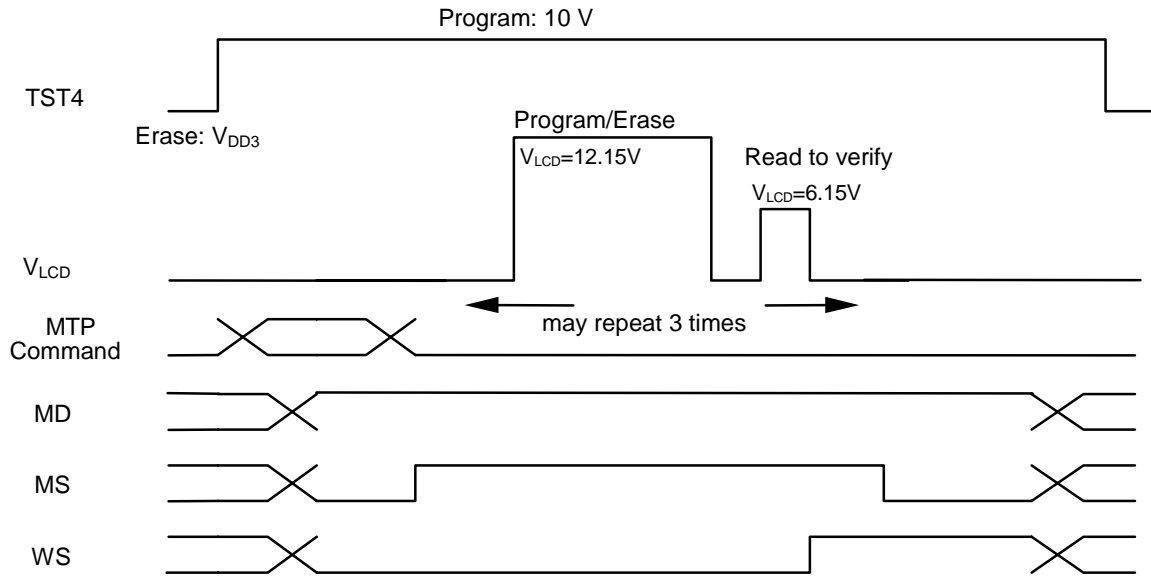 Program: 10 V
TST4
Erase: VDD3
Program/Erase
VLCD=12.15V
Read to verify
VLCD=6.15V
VLCD
may repeat 3 times
MTP
Command
MD
MS
WS